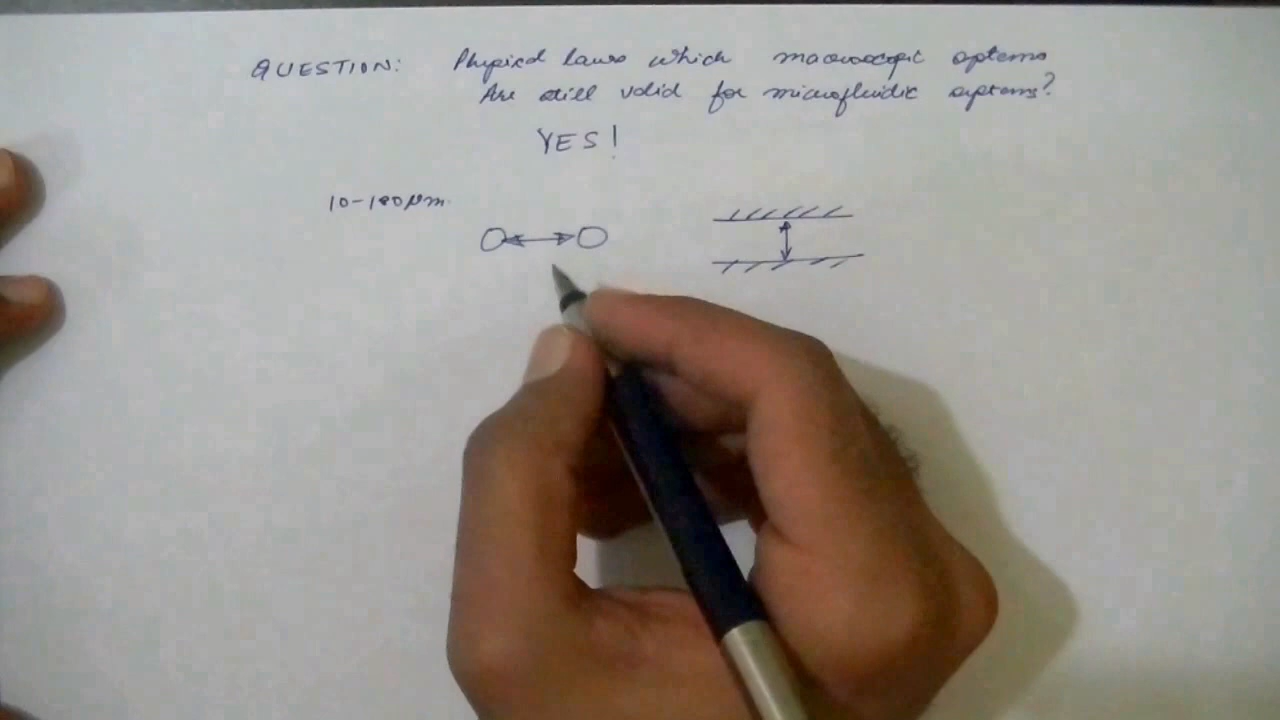 QUESTION: Physical laws which macroscopic systems
Are still valid for microfluidic systems?
YES!
10-100μm.